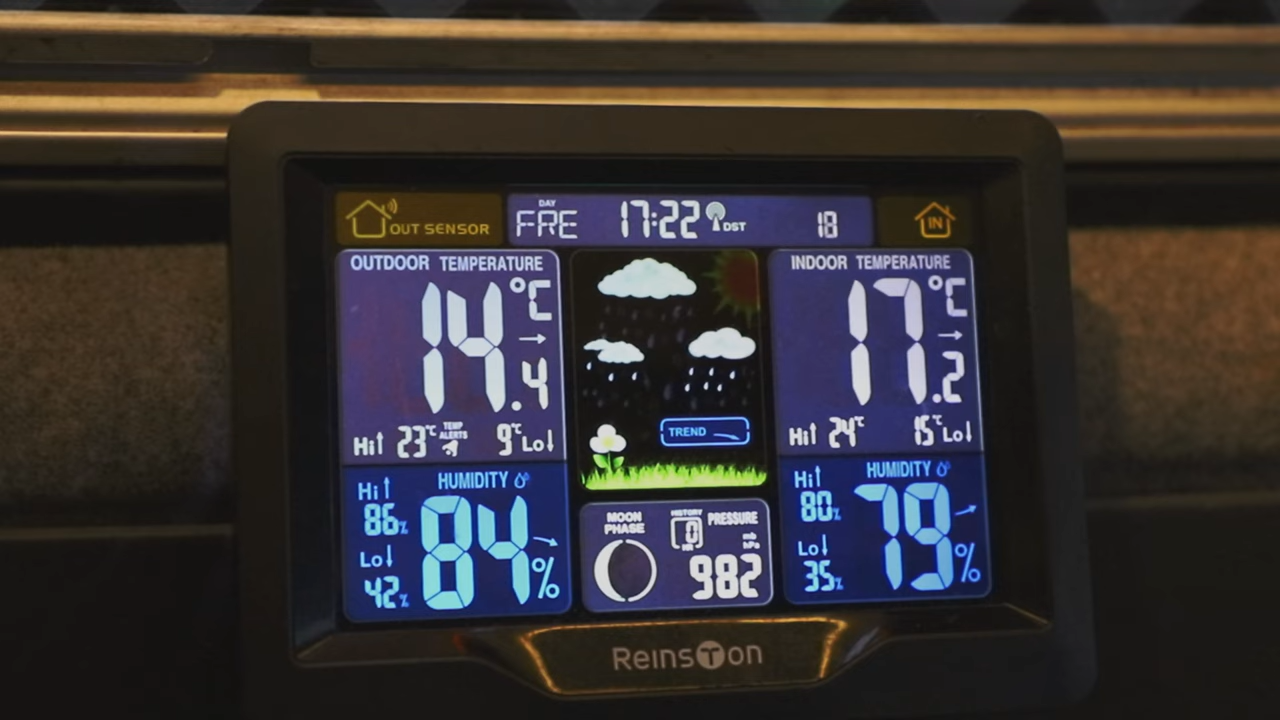 OUT SENSOR
DAY
FRE 17:22 DST 18
IN
OUTDOOR TEMPERATURE
14.4 °C
Hi↑ 23°C TEMP ALERTS 9°C Lo↓
HUMIDITY
Hi↑
86%
Lo↓
42%
84%
TREND
MOON PHASE
HISTORY
0
HR
PRESSURE
mb
hPa
982
INDOOR TEMPERATURE
17.2 °C
Hi↑ 24°C 15°C Lo↓
HUMIDITY
Hi↑
80%
Lo↓
35%
79%
ReinsTon